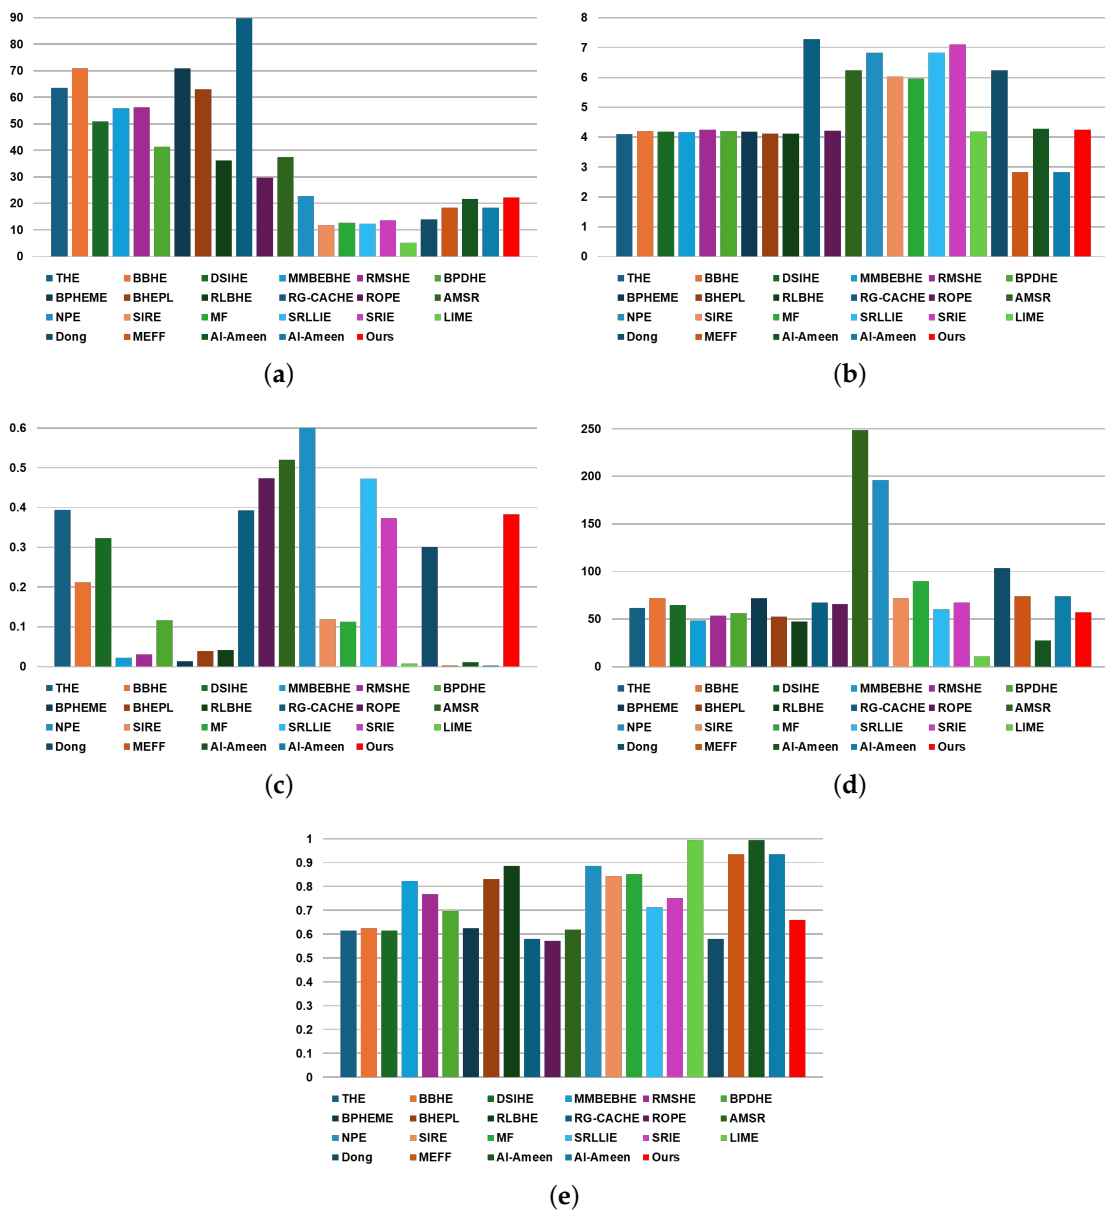 90
80
70
60
50
40
30
20
10
0
THE BBHE DSIHE MMBEBHE RMSHE BPDHE
BPHEME BHEPL RLBHE RG-CACHE ROPE AMSR
NPE SIRE MF SRLLIE SRIE LIME
Dong MEFF Al-Ameen Al-Ameen Ours
(a)
8
7
6
5
4
3
2
1
0
THE BBHE DSIHE MMBEBHE RMSHE BPDHE
BPHEME BHEPL RLBHE RG-CACHE ROPE AMSR
NPE SIRE MF SRLLIE SRIE LIME
Dong MEFF Al-Ameen Al-Ameen Ours
(b)
0.6
0.5
0.4
0.3
0.2
0.1
0
THE BBHE DSIHE MMBEBHE RMSHE BPDHE
BPHEME BHEPL RLBHE RG-CACHE ROPE AMSR
NPE SIRE MF SRLLIE SRIE LIME
Dong MEFF Al-Ameen Al-Ameen Ours
(c)
250
200
150
100
50
0
THE BBHE DSIHE MMBEBHE RMSHE BPDHE
BPHEME BHEPL RLBHE RG-CACHE ROPE AMSR
NPE SIRE MF SRLLIE SRIE LIME
Dong MEFF Al-Ameen Al-Ameen Ours
(d)
1
0.9
0.8
0.7
0.6
0.5
0.4
0.3
0.2
0.1
0
THE BBHE DSIHE MMBEBHE RMSHE BPDHE
BPHEME BHEPL RLBHE RG-CACHE ROPE AMSR
NPE SIRE MF SRLLIE SRIE LIME
Dong MEFF Al-Ameen Al-Ameen Ours
(e)